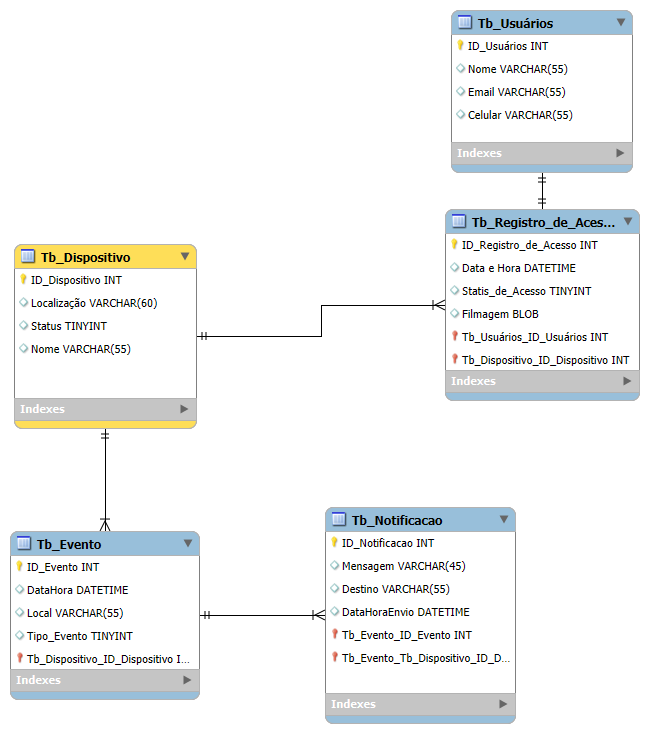 Tb_Usuários
ID_Usuários INT
Nome VARCHAR(55)
Email VARCHAR(55)
Celular VARCHAR(55)
Indexes
Tb_Registro_de_Aces...
ID_Registro_de_Acesso INT
Data e Hora DATETIME
Statis_de_Acesso TINYINT
Filmagem BLOB
Tb_Usuários_ID_Usuários INT
Tb_Dispositivo_ID_Dispositivo INT
Indexes
Tb_Dispositivo
ID_Dispositivo INT
Localização VARCHAR(60)
Status TINYINT
Nome VARCHAR(55)
Indexes
Tb_Evento
ID_Evento INT
DataHora DATETIME
Local VARCHAR(55)
Tipo_Evento TINYINT
Tb_Dispositivo_ID_Dispositivo I...
Indexes
Tb_Notificacao
ID_Notificacao INT
Mensagem VARCHAR(45)
Destino VARCHAR(55)
DataHoraEnvio DATETIME
Tb_Evento_ID_Evento INT
Tb_Evento_Tb_Dispositivo_ID_D...
Indexes